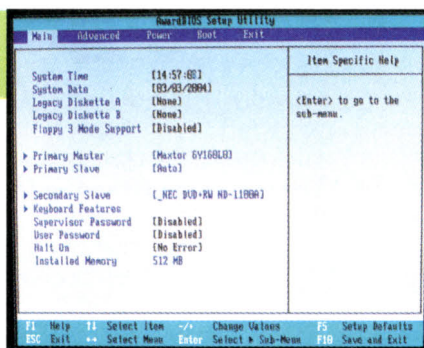 AwardBIOS Setup Utility
Main Advanced Power Boot Exit
Item Specific Help
<Enter> to go to the
sub-menu.
System Time [14:57:
System Date [03/03/2004]
Legacy Diskette A [None]
Legacy Diskette B [None]
Floppy 3 Mode Support [Disabled]
Primary Master [Maxtor 6Y160L0]
Primary Slave [Auto]
Secondary Slave [_NEC DVD+RW ND-1100A]
Keyboard Features
Supervisor Password [Disabled]
User Password [Disabled]
Halt On [No Error]
Installed Memory 512 MB
F1 Help ↑↓ Select Item -/+ Change Values F5 Setup Defaults
ESC Exit ↔ Select Menu Enter Select ▶ Sub-Menu F10 Save and Exit